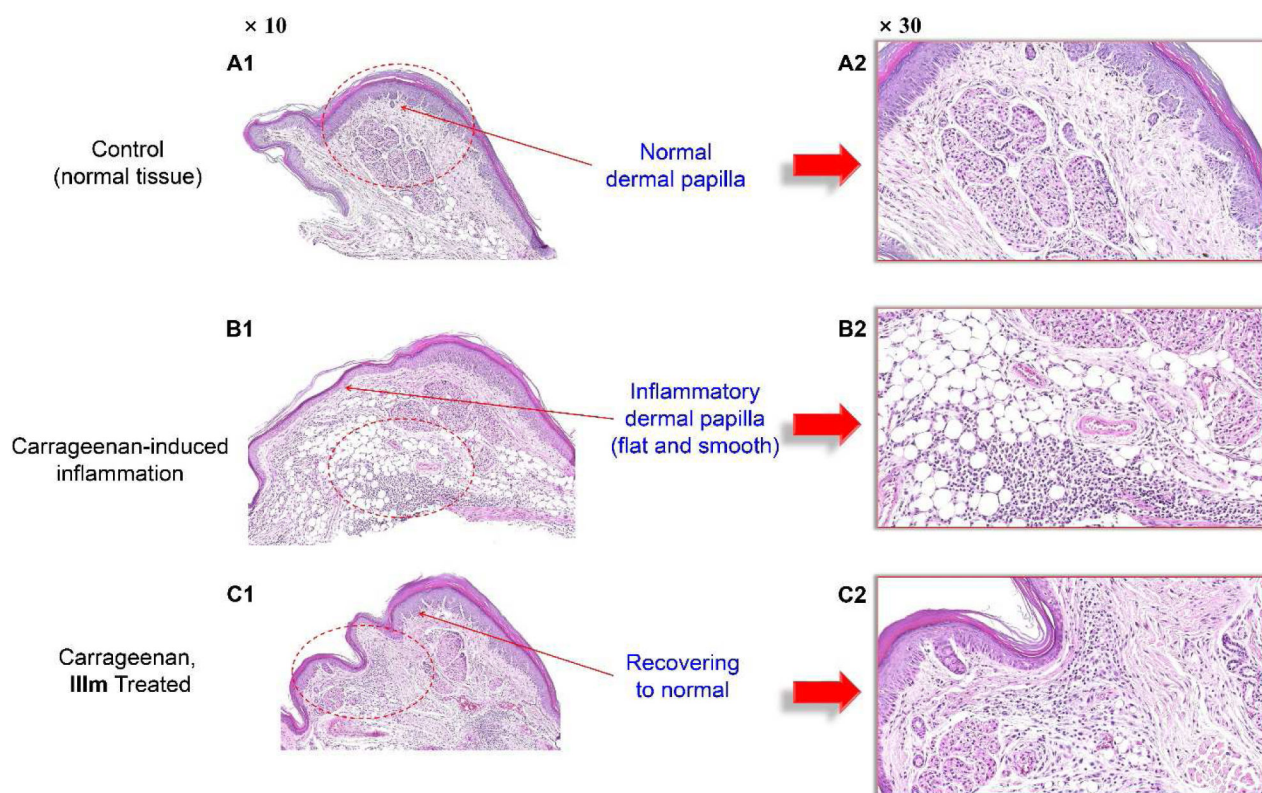 × 10
× 30
A1
A2
Control
(normal tissue)
Normal
dermal papilla
B1
B2
Carrageenan-induced
inflammation
Inflammatory
dermal papilla
(flat and smooth)
C1
C2
Carrageenan,
IIIm Treated
Recovering
to normal